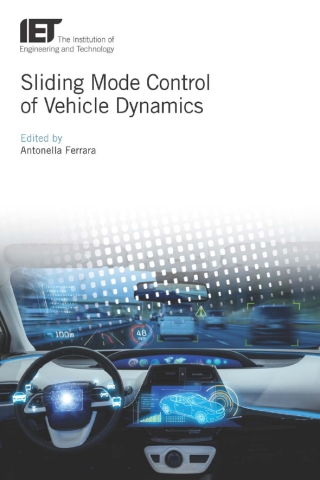 IET
The Institution of
Engineering and Technology
Sliding Mode Control
of Vehicle Dynamics
Edited by
Antonella Ferrara
100m
48